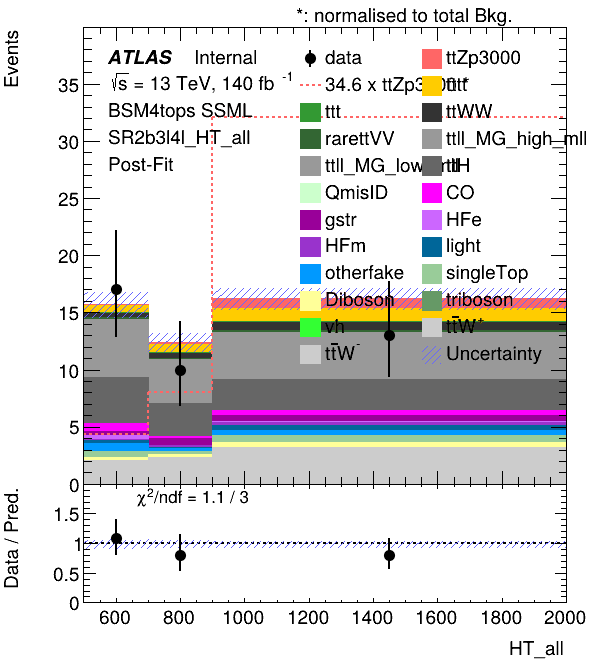 *: normalised to total Bkg.
Events
ATLAS Internal
√s = 13 TeV, 140 fb⁻¹
BSM4tops SSML
SR2b3l4l_HT_all
Post-Fit
data
ttZp3000
34.6 x ttZp3000 *
tttt
ttt
ttWW
rarettVV
ttll_MG_high_mll
ttll_MG_low_mll
ttH
QmisID
CO
gstr
HFe
HFm
light
otherfake
singleTop
Diboson
triboson
vh
tt̄W⁺
tt̄W⁻
Uncertainty
35
30
25
20
15
10
5
0
χ²/ndf = 1.1 / 3
Data / Pred.
1.5
1
0.5
0
600 800 1000 1200 1400 1600 1800 2000
HT_all